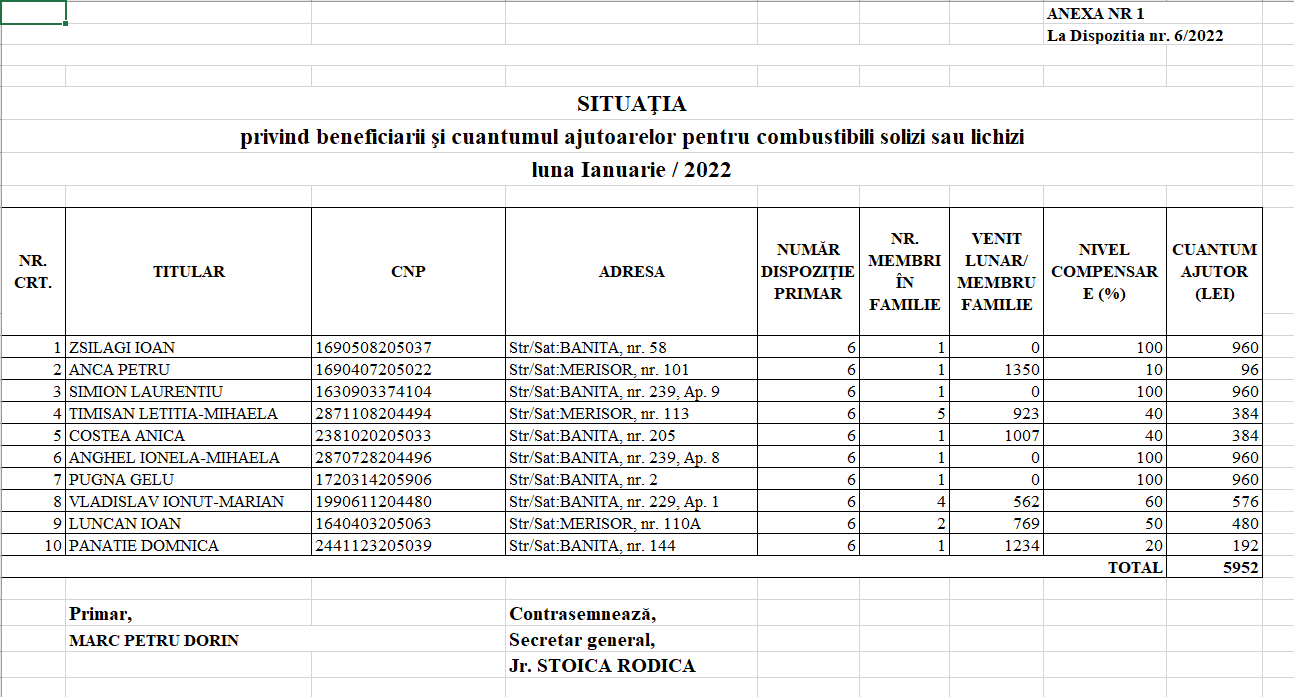 ANEXA NR 1
La Dispozitia nr. 6/2022
SITUAŢIA
privind beneficiarii şi cuantumul ajutoarelor pentru combustibili solizi sau lichizi
luna Ianuarie / 2022
NR. CRT. TITULAR CNP ADRESA NUMĂR DISPOZIŢIE PRIMAR NR. MEMBRI ÎN FAMILIE VENIT LUNAR/ MEMBRU FAMILIE NIVEL COMPENSARE (%) CUANTUM AJUTOR (LEI)
1 ZSILAGI IOAN 1690508205037 Str/Sat:BANITA, nr. 58 6 1 0 100 960
2 ANCA PETRU 1690407205022 Str/Sat:MERISOR, nr. 101 6 1 1350 10 96
3 SIMION LAURENTIU 1630903374104 Str/Sat:BANITA, nr. 239, Ap. 9 6 1 0 100 960
4 TIMISAN LETITIA-MIHAELA 2871108204494 Str/Sat:MERISOR, nr. 113 6 5 923 40 384
5 COSTEA ANICA 2381020205033 Str/Sat:BANITA, nr. 205 6 1 1007 40 384
6 ANGHEL IONELA-MIHAELA 2870728204496 Str/Sat:BANITA, nr. 239, Ap. 8 6 1 0 100 960
7 PUGNA GELU 1720314205906 Str/Sat:BANITA, nr. 2 6 1 0 100 960
8 VLADISLAV IONUT-MARIAN 1990611204480 Str/Sat:BANITA, nr. 229, Ap. 1 6 4 562 60 576
9 LUNCAN IOAN 1640403205063 Str/Sat:MERISOR, nr. 110A 6 2 769 50 480
10 PANATIE DOMNICA 2441123205039 Str/Sat:BANITA, nr. 144 6 1 1234 20 192
TOTAL 5952
Primar, Contrasemnează,
MARC PETRU DORIN Secretar general,
Jr. STOICA RODICA